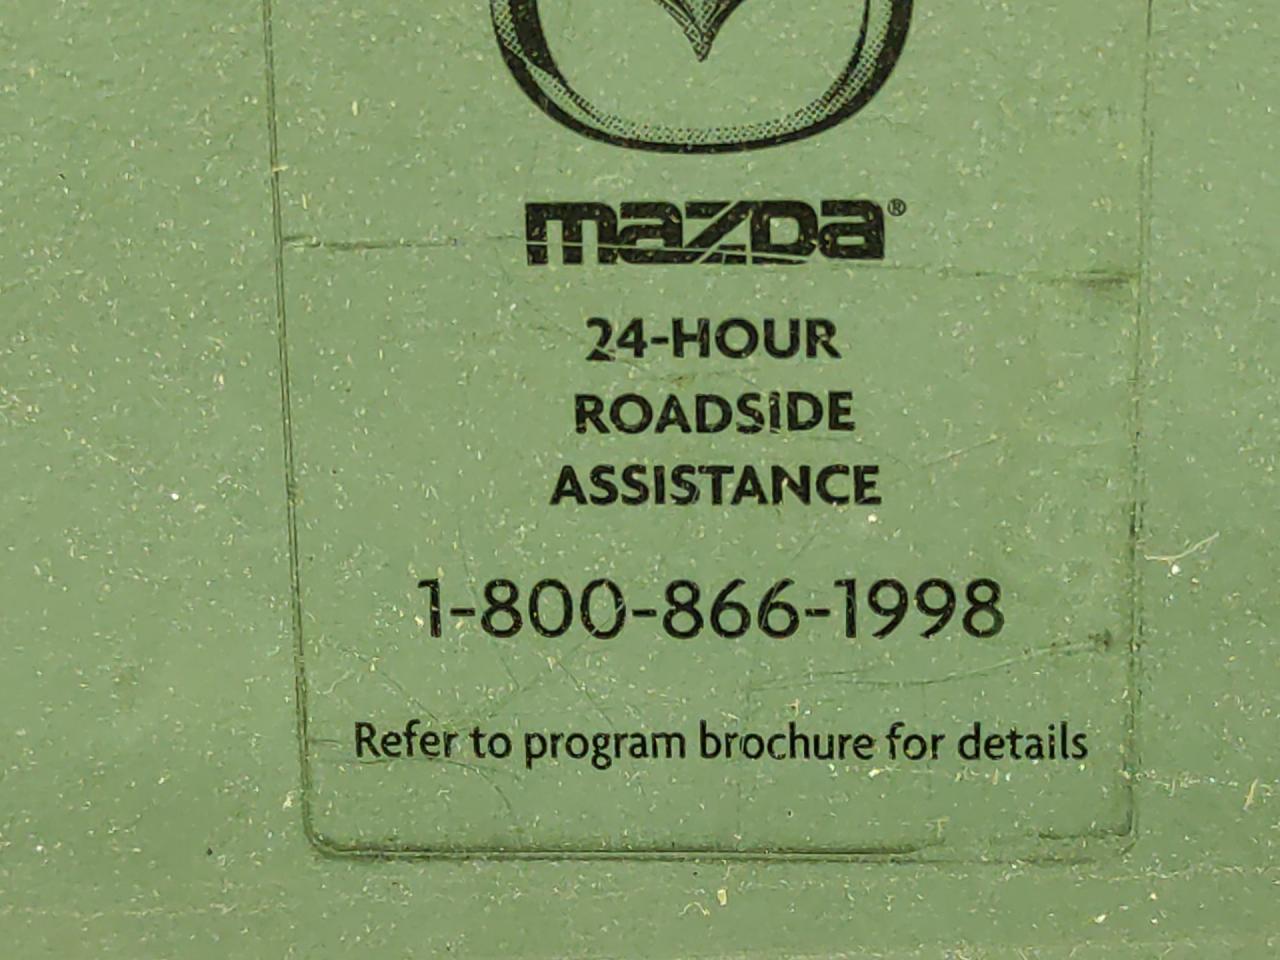 mazda®
24-HOUR
ROADSIDE
ASSISTANCE
1-800-866-1998
Refer to program brochure for details